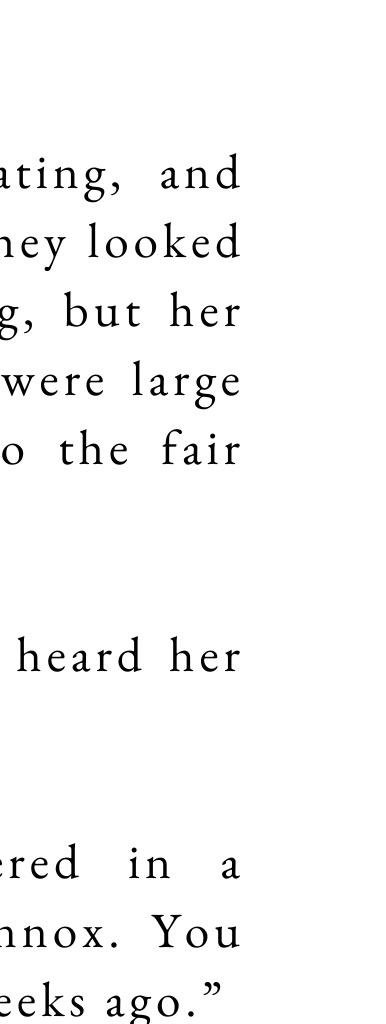 ating, and
hey looked
g, but her
were large
o the fair
heard her
ered in a
nnox. You
eeks ago.”